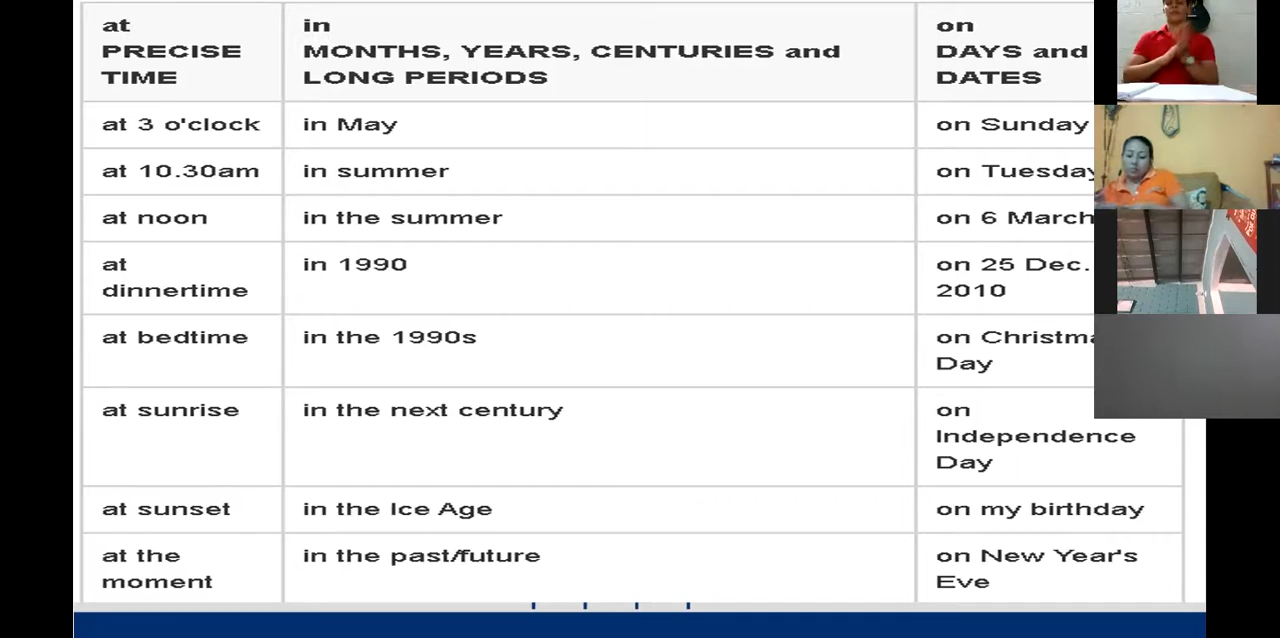 at
PRECISE
TIME
in
MONTHS, YEARS, CENTURIES and
LONG PERIODS
on
DAYS and
DATES
at 3 o'clock
in May
on Sunday
at 10.30am
in summer
on Tuesday
at noon
in the summer
on 6 March
at
dinnertime
in 1990
on 25 Dec.
2010
at bedtime
in the 1990s
on
Day
at sunrise
in the next century
on
Independence
Day
at sunset
in the Ice Age
on my birthday
at the
moment
in the past/future
on New Year's
Eve